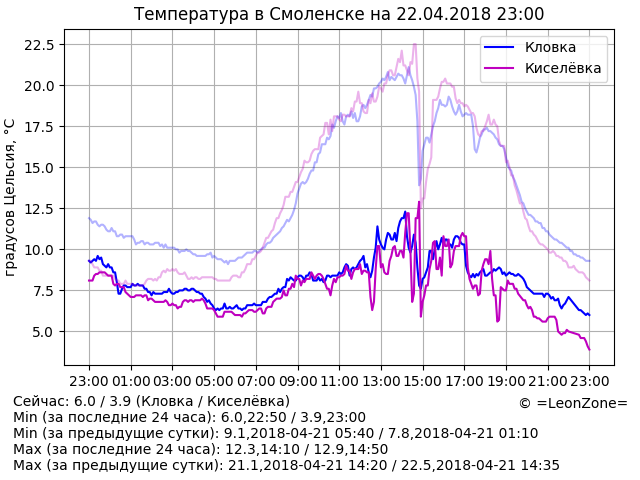 Температура в Смоленске на 22.04.2018 23:00
градусов Цельсия, °C
22.5
20.0
17.5
15.0
12.5
10.0
7.5
5.0
Кловка
Киселёвка
23:00 01:00 03:00 05:00 07:00 09:00 11:00 13:00 15:00 17:00 19:00 21:00 23:00
Сейчас: 6.0 / 3.9 (Кловка / Киселёвка)
© =LeonZone=
Min (за последние 24 часа): 6.0,22:50 / 3.9,23:00
Min (за предыдущие сутки): 9.1,2018-04-21 05:40 / 7.8,2018-04-21 01:10
Max (за последние 24 часа): 12.3,14:10 / 12.9,14:50
Max (за предыдущие сутки): 21.1,2018-04-21 14:20 / 22.5,2018-04-21 14:35